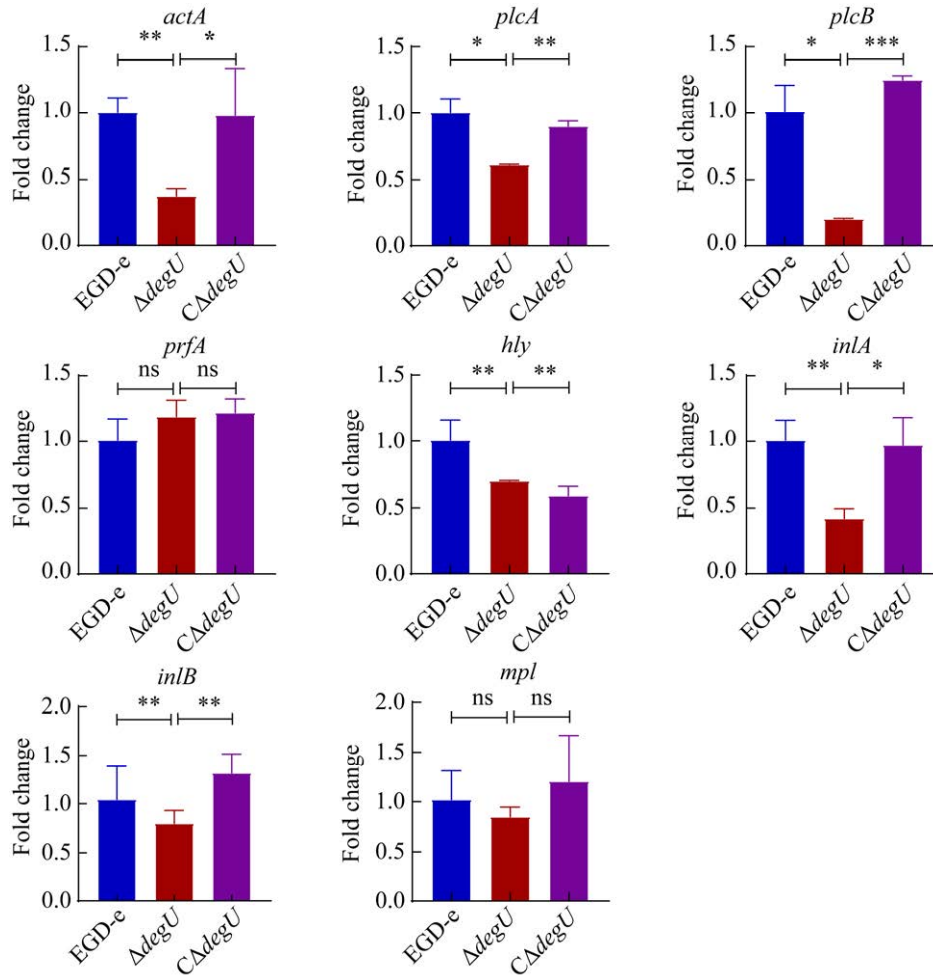 actA
** *
Fold change
1.5
1.0
0.5
0.0
EGD-e
ΔdegU
CΔdegU
plcA
* **
Fold change
1.5
1.0
0.5
0.0
EGD-e
ΔdegU
CΔdegU
plcB
* ***
Fold change
1.5
1.0
0.5
0.0
EGD-e
ΔdegU
CΔdegU
prfA
ns ns
Fold change
1.5
1.0
0.5
0.0
EGD-e
ΔdegU
CΔdegU
hly
** **
Fold change
1.5
1.0
0.5
0.0
EGD-e
ΔdegU
CΔdegU
inlA
** *
Fold change
1.5
1.0
0.5
0.0
EGD-e
ΔdegU
CΔdegU
inlB
** **
Fold change
2.0
1.5
1.0
0.5
0.0
EGD-e
ΔdegU
CΔdegU
mpl
ns ns
Fold change
2.0
1.5
1.0
0.5
0.0
EGD-e
ΔdegU
CΔdegU